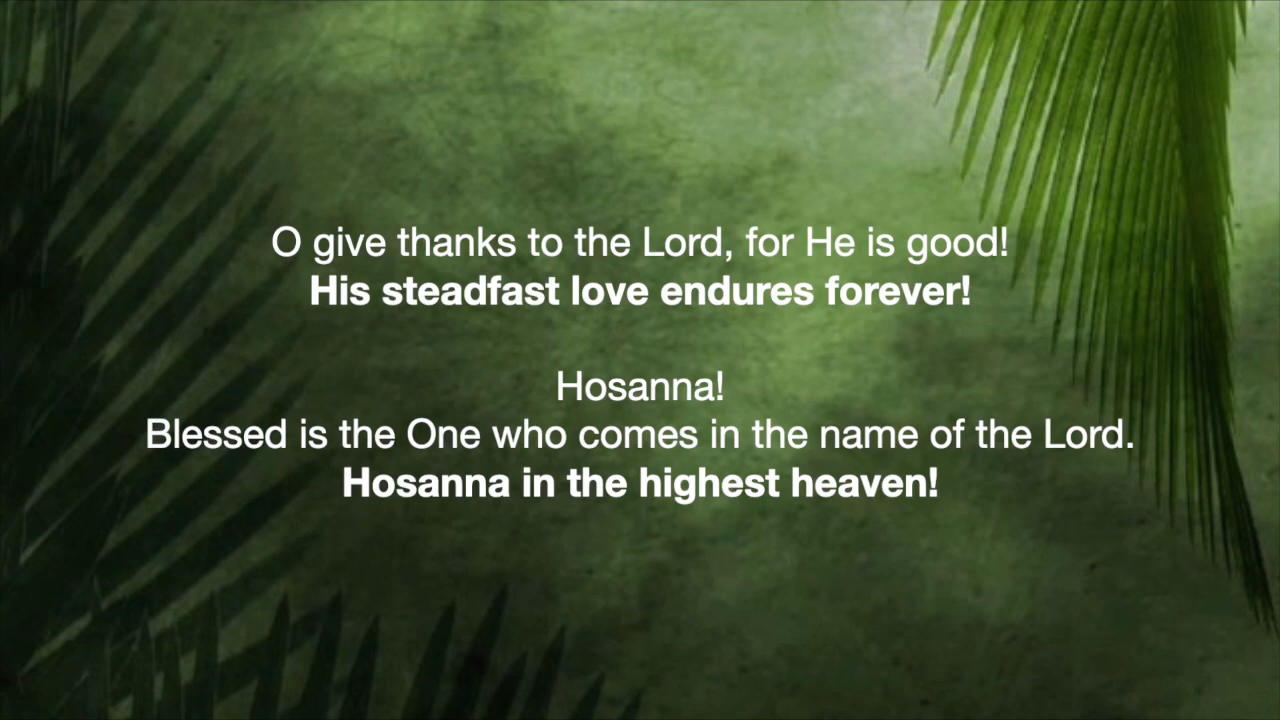 O give thanks to the Lord, for He is good!
His steadfast love endures forever!
Hosanna!
Blessed is the One who comes in the name of the Lord.
Hosanna in the highest heaven!